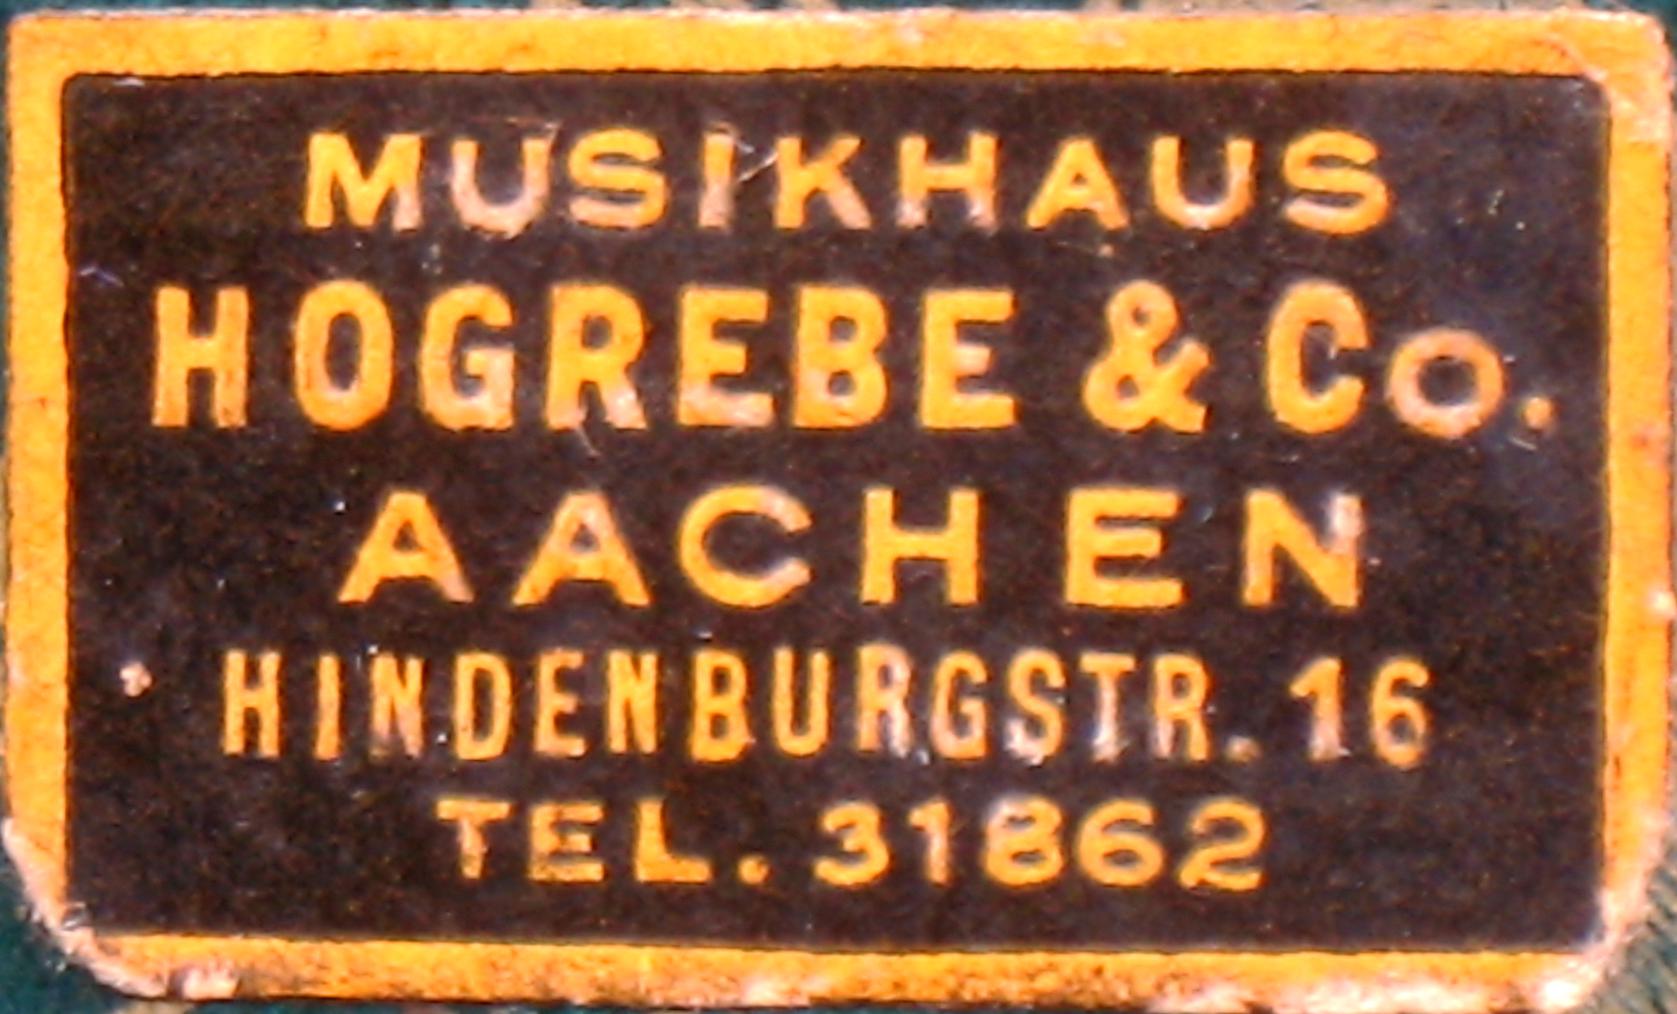 MUSIKHAUS
HOGREBE & Co.
AACHEN
HINDENBURGSTR. 16
TEL. 31862